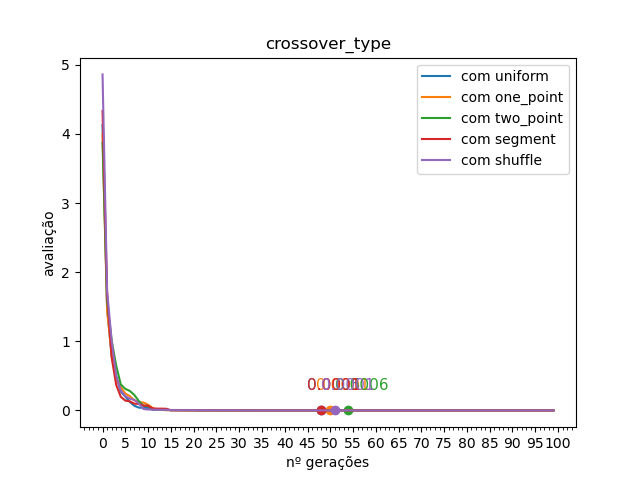 crossover_type
5
4
3
2
1
0
avaliação
com uniform
com one_point
com two_point
com segment
com shuffle
0 5 10 15 20 25 30 35 40 45 50 55 60 65 70 75 80 85 90 95 100
nº gerações